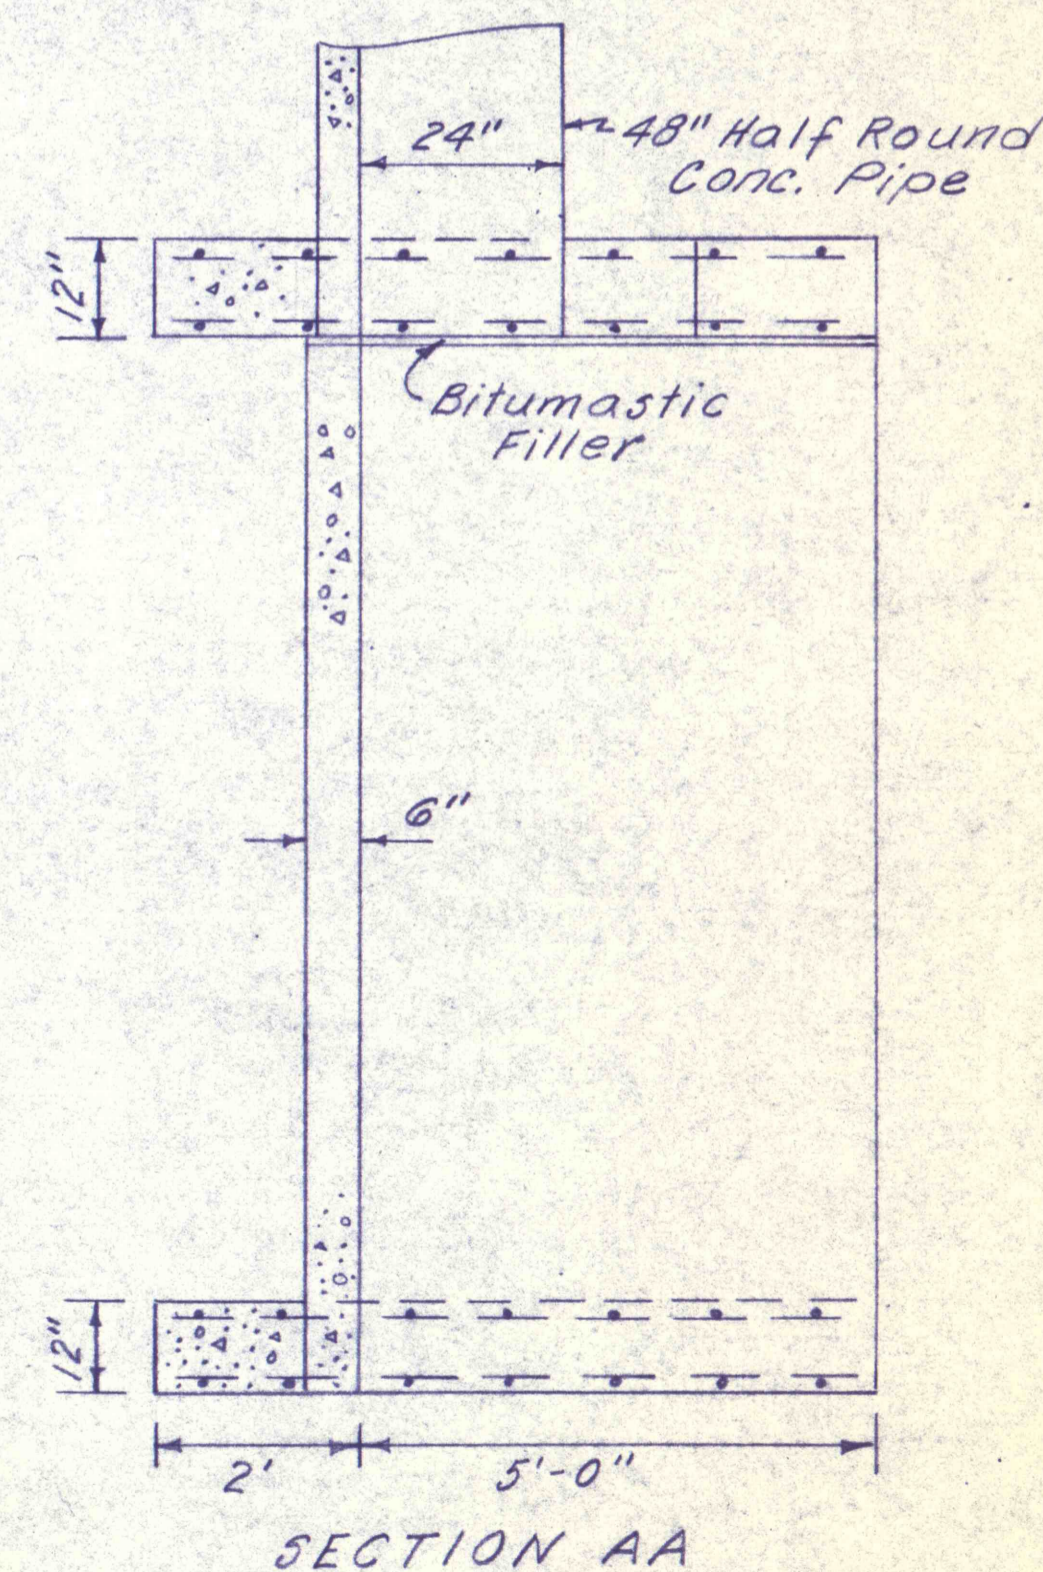 24"
48" Half Round
Conc. Pipe
12"
Bitumastic
Filler
6"
12"
2'
5'-0"
SECTION AA